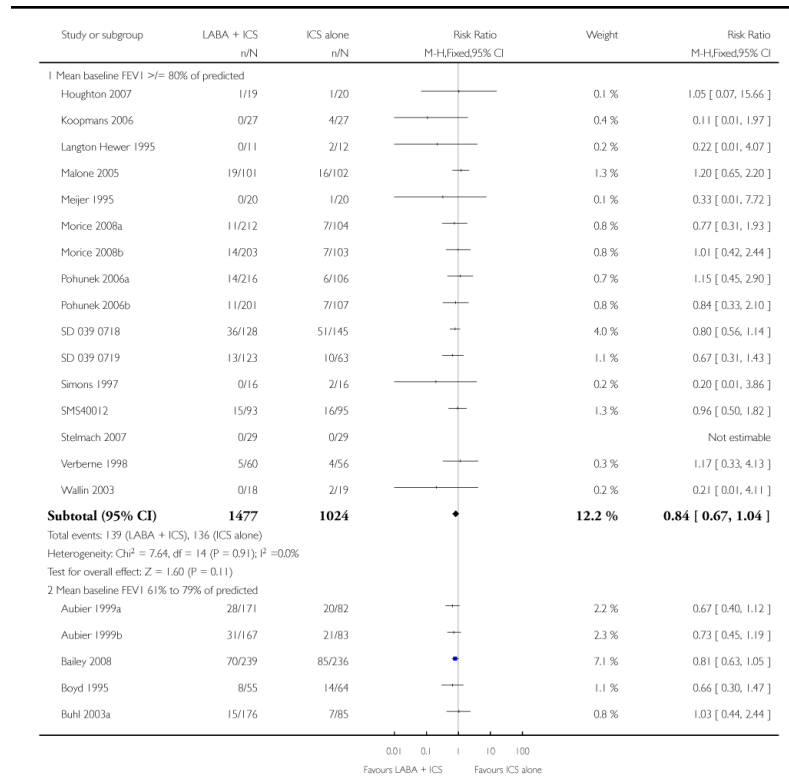 Study or subgroup LABA + ICS ICS alone Risk Ratio Weight Risk Ratio
n/N n/N M-H,Fixed,95% CI M-H,Fixed,95% CI
1 Mean baseline FEV1 >/= 80% of predicted
Houghton 2007 1/19 1/20 0.1 % 1.05 [ 0.07, 15.66 ]
Koopmans 2006 0/27 4/27 0.4 % 0.11 [ 0.01, 1.97 ]
Langton Hewer 1995 0/11 2/12 0.2 % 0.22 [ 0.01, 4.07 ]
Malone 2005 19/101 16/102 1.3 % 1.20 [ 0.65, 2.20 ]
Meijer 1995 0/20 1/20 0.1 % 0.33 [ 0.01, 7.72 ]
Morice 2008a 11/212 7/104 0.8 % 0.77 [ 0.31, 1.93 ]
Morice 2008b 14/203 7/103 0.8 % 1.01 [ 0.42, 2.44 ]
Pohunek 2006a 14/216 6/106 0.7 % 1.15 [ 0.45, 2.90 ]
Pohunek 2006b 11/201 7/107 0.8 % 0.84 [ 0.33, 2.10 ]
SD 039 0718 36/128 51/145 4.0 % 0.80 [ 0.56, 1.14 ]
SD 039 0719 13/123 10/63 1.1 % 0.67 [ 0.31, 1.43 ]
Simons 1997 0/16 2/16 0.2 % 0.20 [ 0.01, 3.86 ]
SMS40012 15/93 16/95 1.3 % 0.96 [ 0.50, 1.82 ]
Stelmach 2007 0/29 0/29 Not estimable
Verberne 1998 5/60 4/56 0.3 % 1.17 [ 0.33, 4.13 ]
Wallin 2003 0/18 2/19 0.2 % 0.21 [ 0.01, 4.11 ]
Subtotal (95% CI) 1477 1024 12.2 % 0.84 [ 0.67, 1.04 ]
Total events: 139 (LABA + ICS), 136 (ICS alone)
Heterogeneity: Chi² = 7.64, df = 14 (P = 0.91); I² =0.0%
Test for overall effect: Z = 1.60 (P = 0.11)
2 Mean baseline FEV1 61% to 79% of predicted
Aubier 1999a 28/171 20/82 2.2 % 0.67 [ 0.40, 1.12 ]
Aubier 1999b 31/167 21/83 2.3 % 0.73 [ 0.45, 1.19 ]
Bailey 2008 70/239 85/236 7.1 % 0.81 [ 0.63, 1.05 ]
Boyd 1995 8/55 14/64 1.1 % 0.66 [ 0.30, 1.47 ]
Buhl 2003a 15/176 7/85 0.8 % 1.03 [ 0.44, 2.44 ]
0.01 0.1 1 10 100
Favours LABA + ICS Favours ICS alone